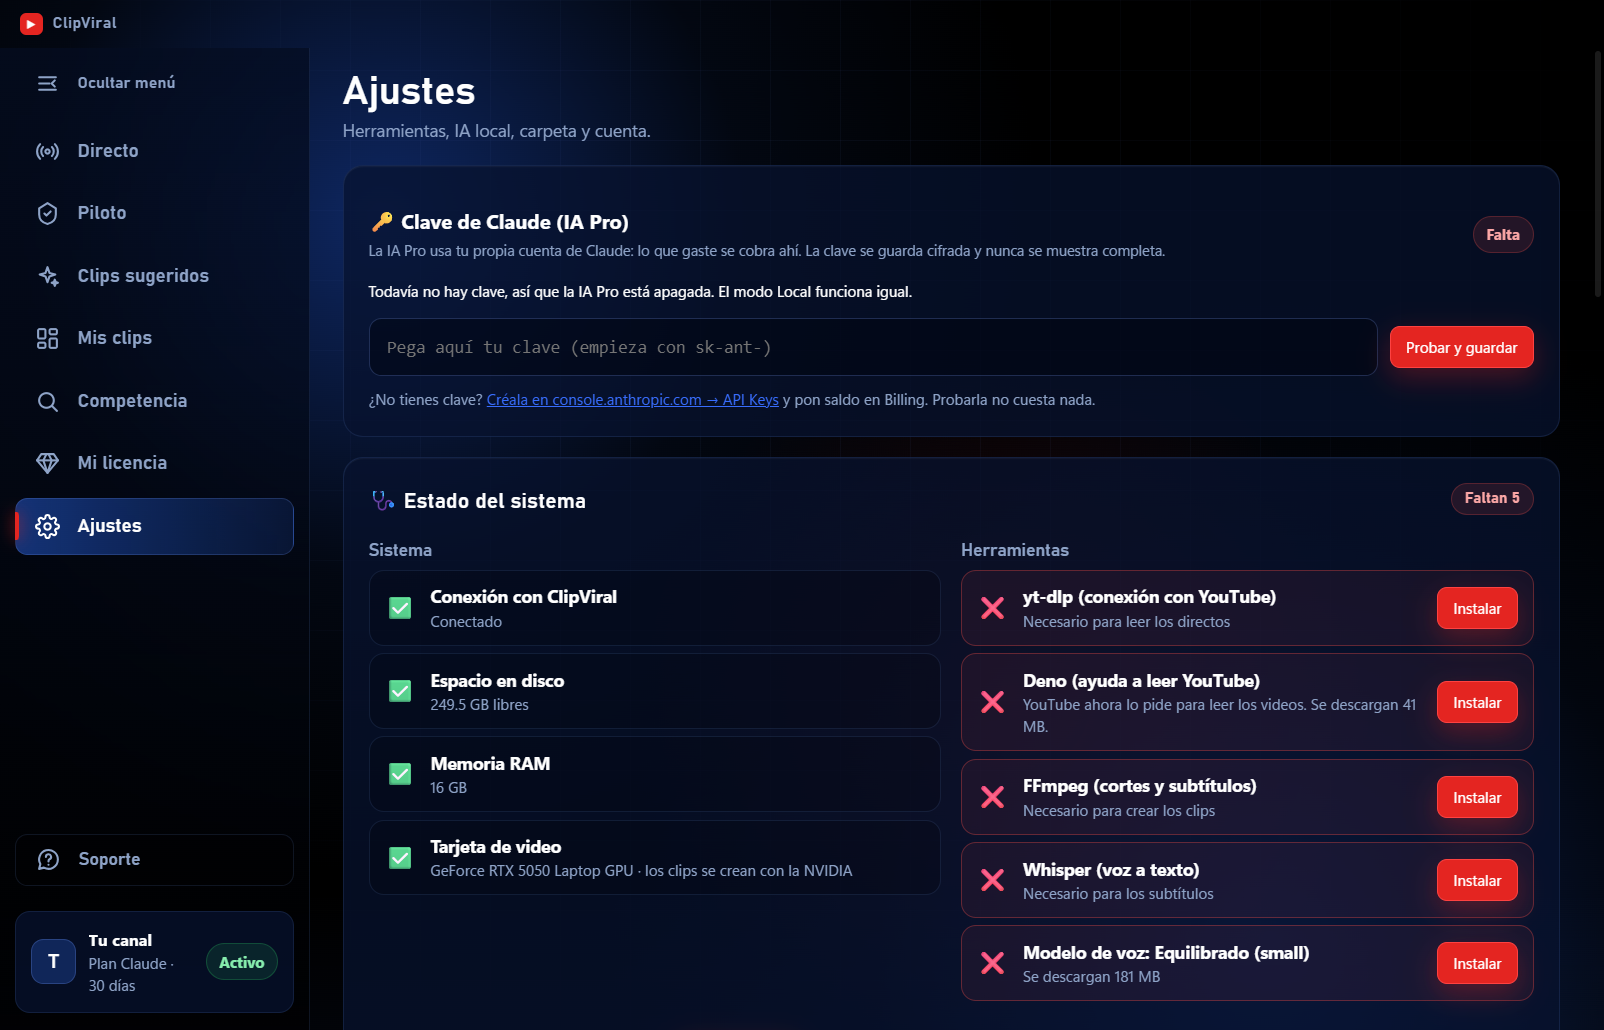 ClipViral
Ocultar menú
Directo
Piloto
Clips sugeridos
Mis clips
Competencia
Mi licencia
Ajustes
Soporte
T
Tu canal
Plan Claude ·
30 días
Activo
Ajustes
Herramientas, IA local, carpeta y cuenta.
Clave de Claude (IA Pro)
La IA Pro usa tu propia cuenta de Claude: lo que gaste se cobra ahí. La clave se guarda cifrada y nunca se muestra completa.
Falta
Todavía no hay clave, así que la IA Pro está apagada. El modo Local funciona igual.
Pega aquí tu clave (empieza con sk-ant-)
Probar y guardar
¿No tienes clave? Créala en console.anthropic.com → API Keys y pon saldo en Billing. Probarla no cuesta nada.
Estado del sistema
Faltan 5
Sistema
Conexión con ClipViral
Conectado
Espacio en disco
249.5 GB libres
Memoria RAM
16 GB
Tarjeta de video
GeForce RTX 5050 Laptop GPU · los clips se crean con la NVIDIA
Herramientas
yt-dlp (conexión con YouTube)
Necesario para leer los directos
Instalar
Deno (ayuda a leer YouTube)
YouTube ahora lo pide para leer los videos. Se descargan 41
MB.
Instalar
FFmpeg (cortes y subtítulos)
Necesario para crear los clips
Instalar
Whisper (voz a texto)
Necesario para los subtítulos
Instalar
Modelo de voz: Equilibrado (small)
Se descargan 181 MB
Instalar